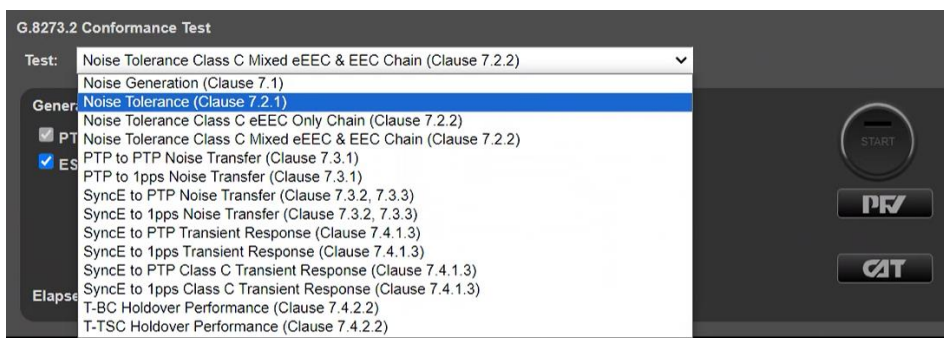 G.8273.2 Conformance Test
Test: Noise Tolerance Class C Mixed eEEC & EEC Chain (Clause 7.2.2)
Noise Generation (Clause 7.1)
Gener Noise Tolerance (Clause 7.2.1)
Noise Tolerance Class C eEEC Only Chain (Clause 7.2.2)
PT Noise Tolerance Class C Mixed eEEC & EEC Chain (Clause 7.2.2)
START
ES PTP to PTP Noise Transfer (Clause 7.3.1)
PTP to 1pps Noise Transfer (Clause 7.3.1)
SyncE to PTP Noise Transfer (Clause 7.3.2, 7.3.3)
PFV
SyncE to 1pps Noise Transfer (Clause 7.3.2, 7.3.3)
SyncE to PTP Transient Response (Clause 7.4.1.3)
SyncE to 1pps Transient Response (Clause 7.4.1.3)
SyncE to PTP Class C Transient Response (Clause 7.4.1.3)
CAT
Elapse SyncE to 1pps Class C Transient Response (Clause 7.4.1.3)
T-BC Holdover Performance (Clause 7.4.2.2)
T-TSC Holdover Performance (Clause 7.4.2.2)